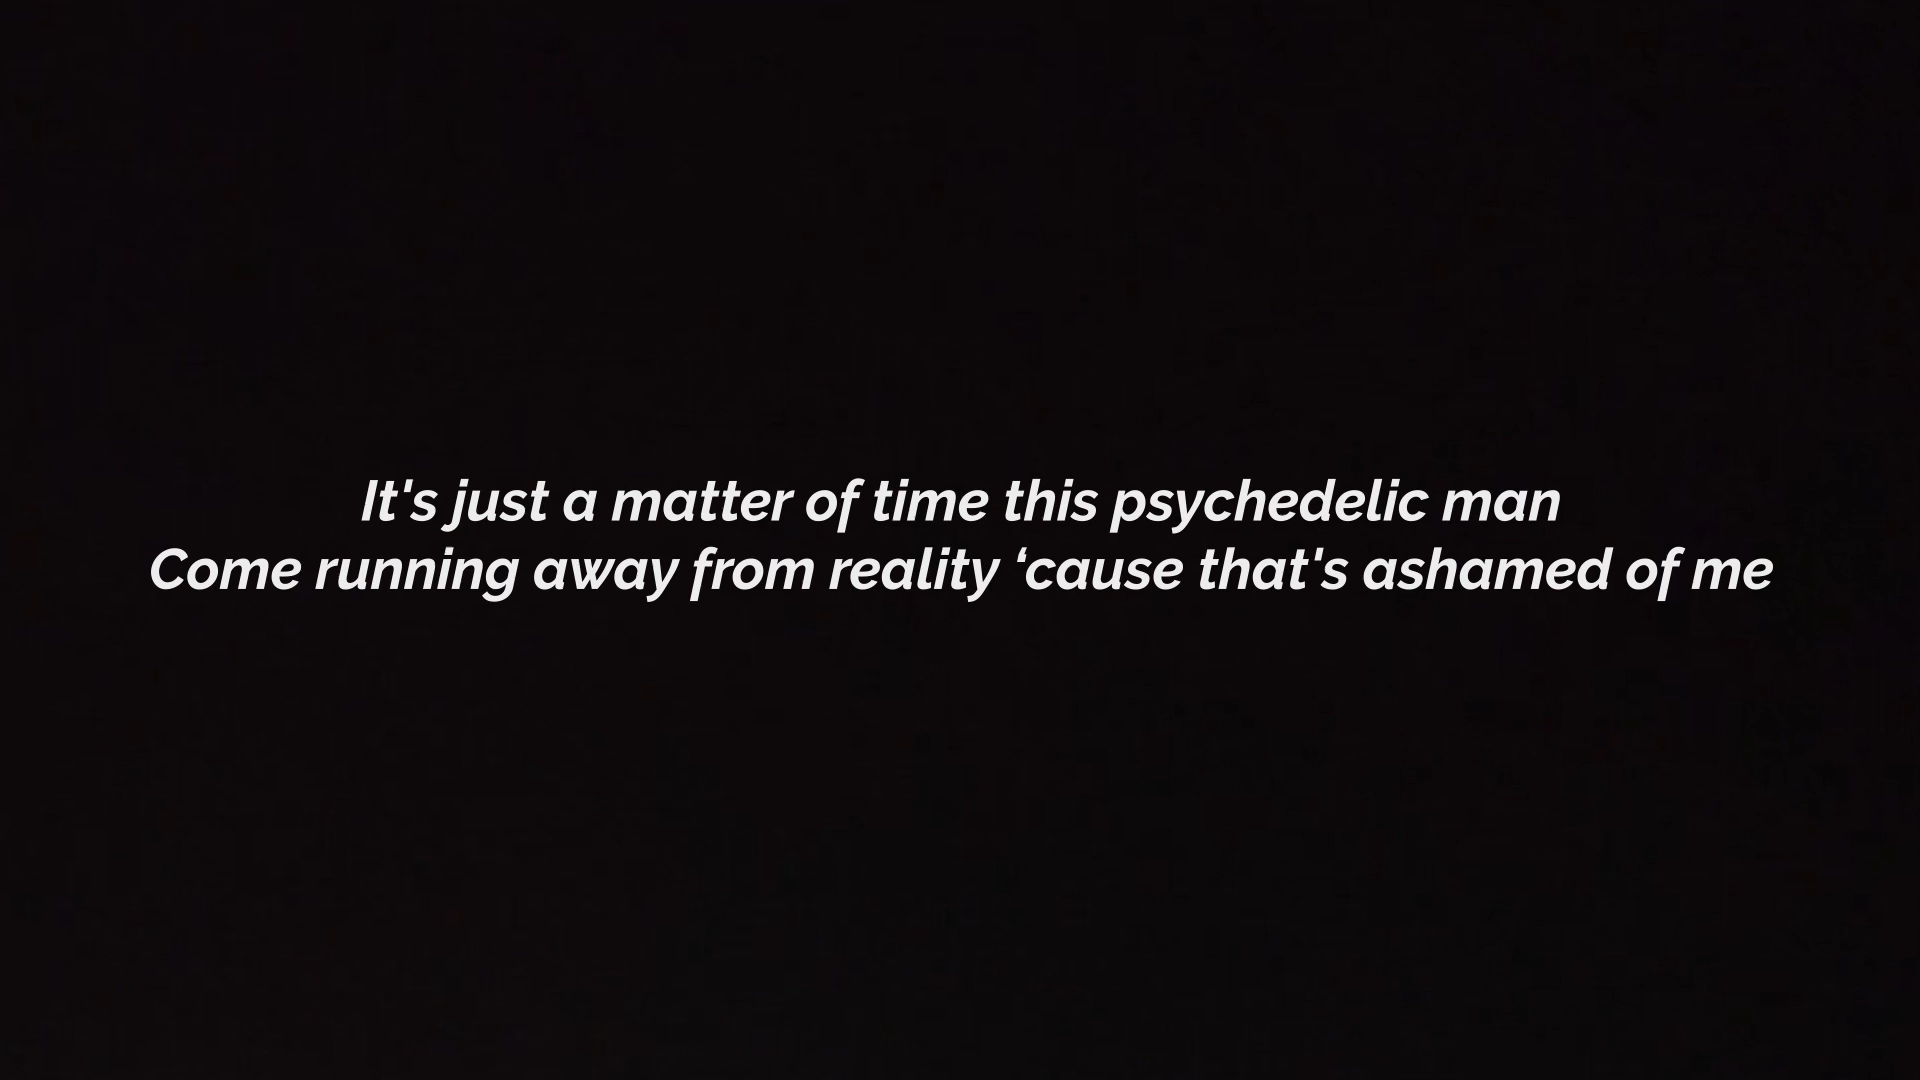 It's just a matter of time this psychedelic man
Come running away from reality ‘cause that's ashamed of me